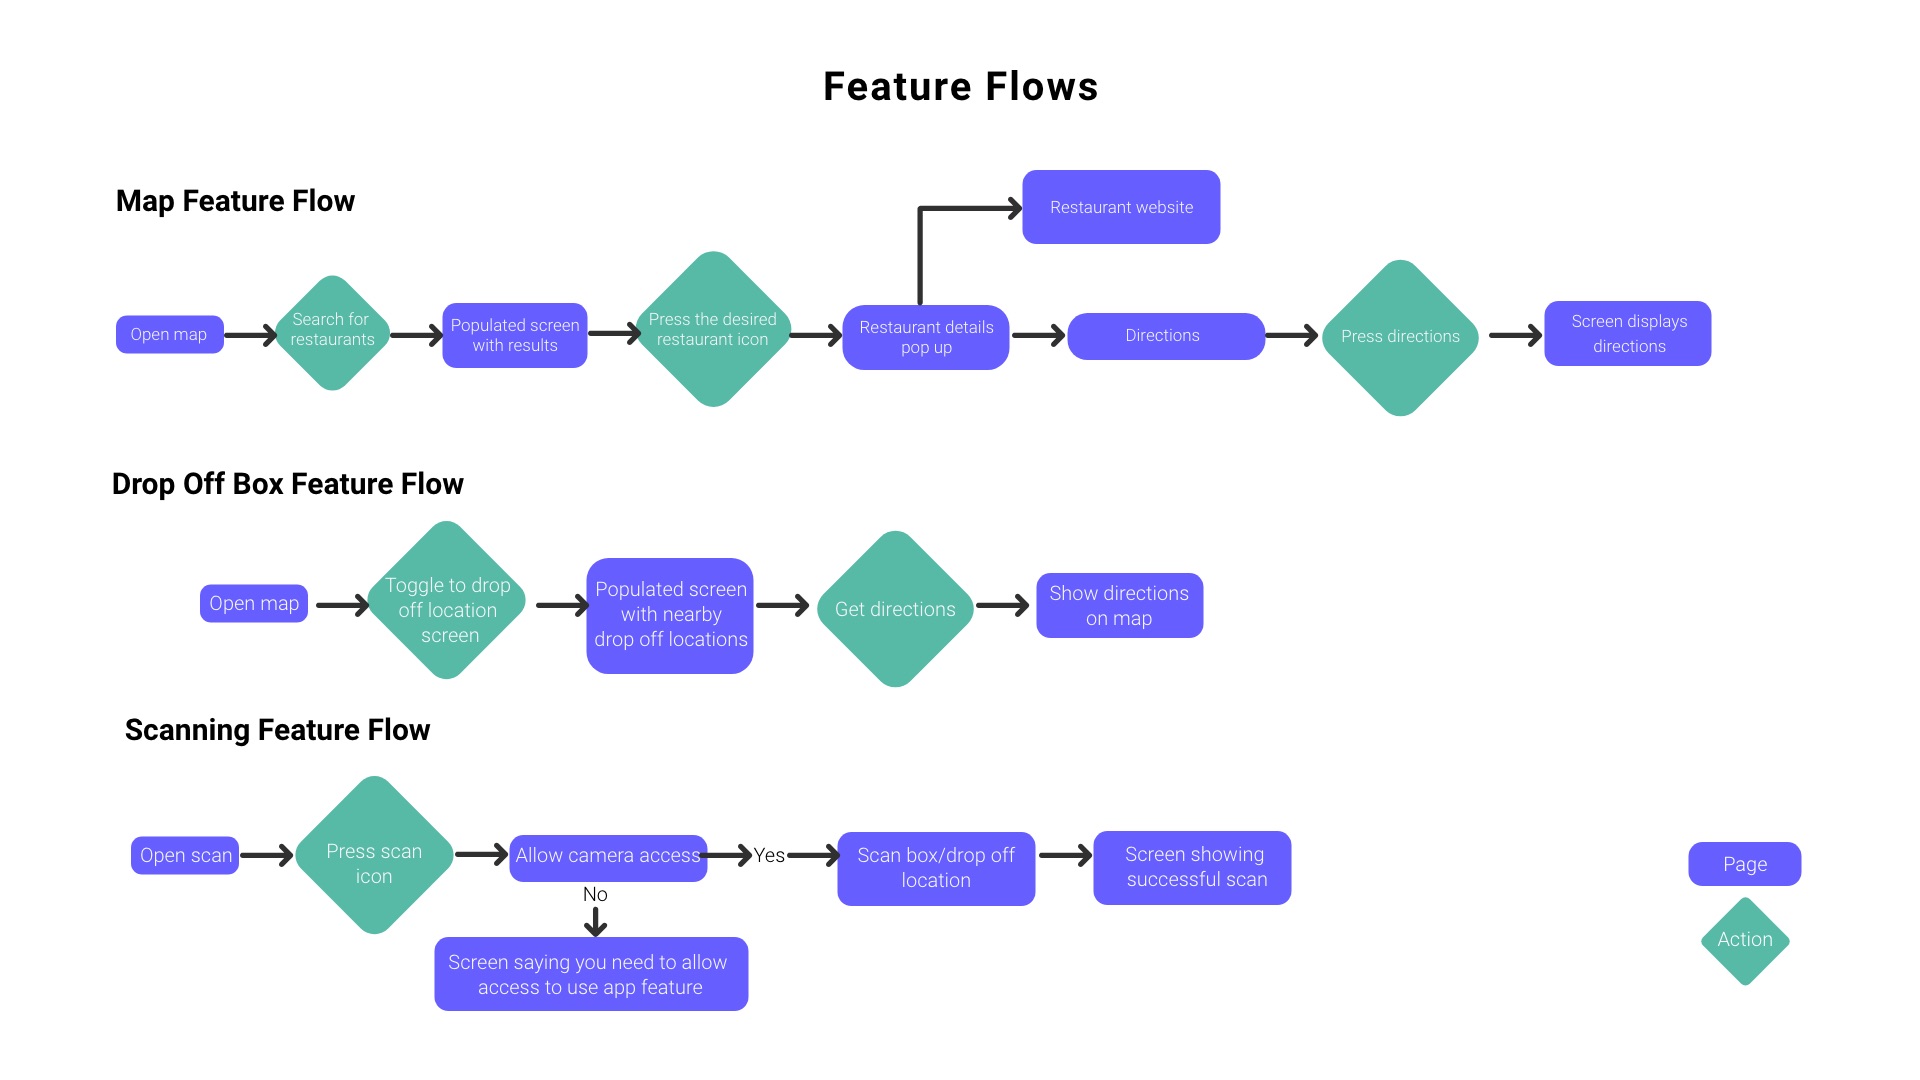 Feature Flows
Map Feature Flow
Restaurant website
Open map
Search for
restaurants
Populated screen
with results
Press the desired
restaurant icon
Restaurant details
pop up
Directions
Press directions
Screen displays
directions
Drop Off Box Feature Flow
Open map
Toggle to drop
off location
screen
Populated screen
with nearby
drop off locations
Get directions
Show directions
on map
Scanning Feature Flow
Open scan
Press scan
icon
Allow camera access
Yes
Scan box/drop off
location
Screen showing
successful scan
No
Screen saying you need to allow
access to use app feature
Page
Action